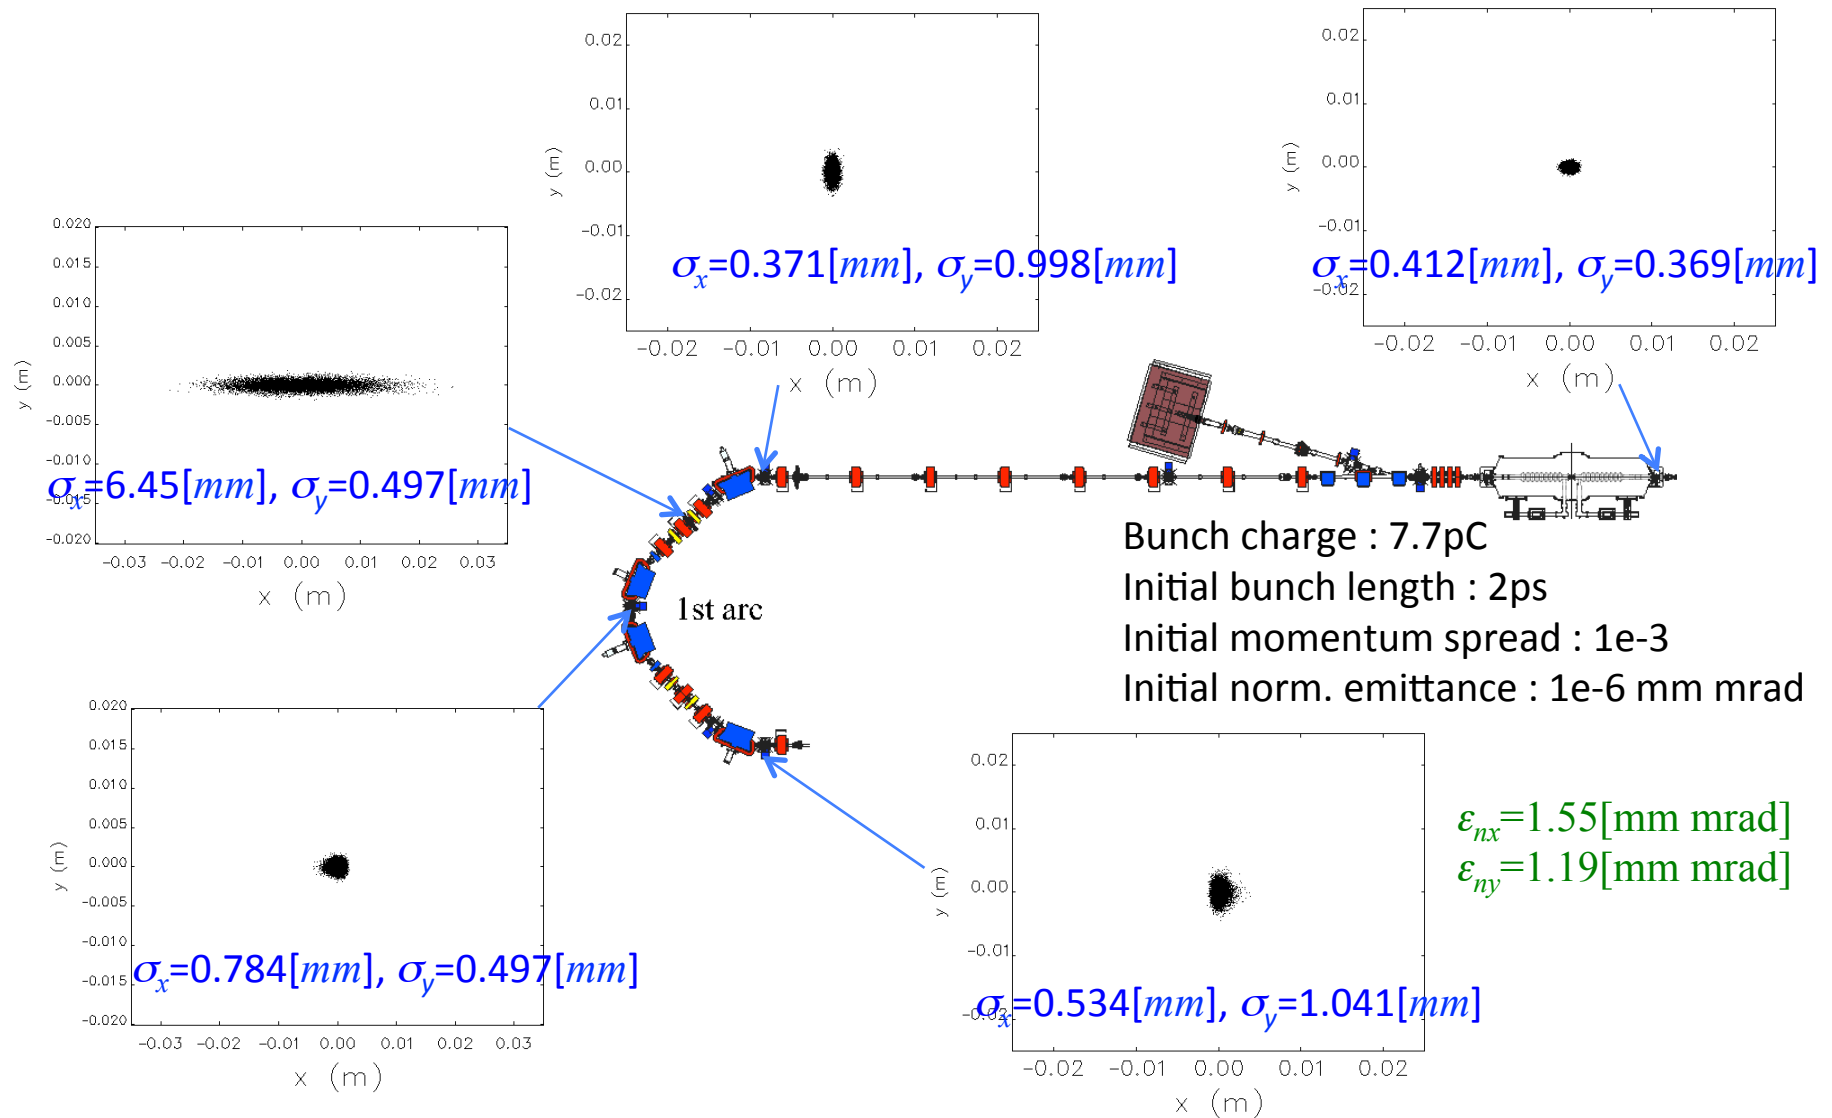 0.02
0.01
0.00
-0.01
-0.02
y (m)
-0.02 -0.01 0.00 0.01 0.02
x (m)
σx=0.371[mm], σy=0.998[mm]
0.02
0.01
0.00
-0.01
-0.02
y (m)
-0.02 -0.01 0.00 0.01 0.02
x (m)
σx=0.412[mm], σy=0.369[mm]
0.020
0.015
0.010
0.005
0.000
-0.005
-0.010
-0.015
-0.020
y (m)
-0.03 -0.02 -0.01 0.00 0.01 0.02 0.03
x (m)
σx=6.45[mm], σy=0.497[mm]
1st arc
Bunch charge : 7.7pC
Initial bunch length : 2ps
Initial momentum spread : 1e-3
Initial norm. emittance : 1e-6 mm mrad
0.020
0.015
0.010
0.005
0.000
-0.005
-0.010
-0.015
-0.020
y (m)
-0.03 -0.02 -0.01 0.00 0.01 0.02 0.03
x (m)
σx=0.784[mm], σy=0.497[mm]
0.02
0.01
0.00
-0.01
-0.02
y (m)
-0.02 -0.01 0.00 0.01 0.02
x (m)
σx=0.534[mm], σy=1.041[mm]
εnx=1.55[mm mrad]
εny=1.19[mm mrad]